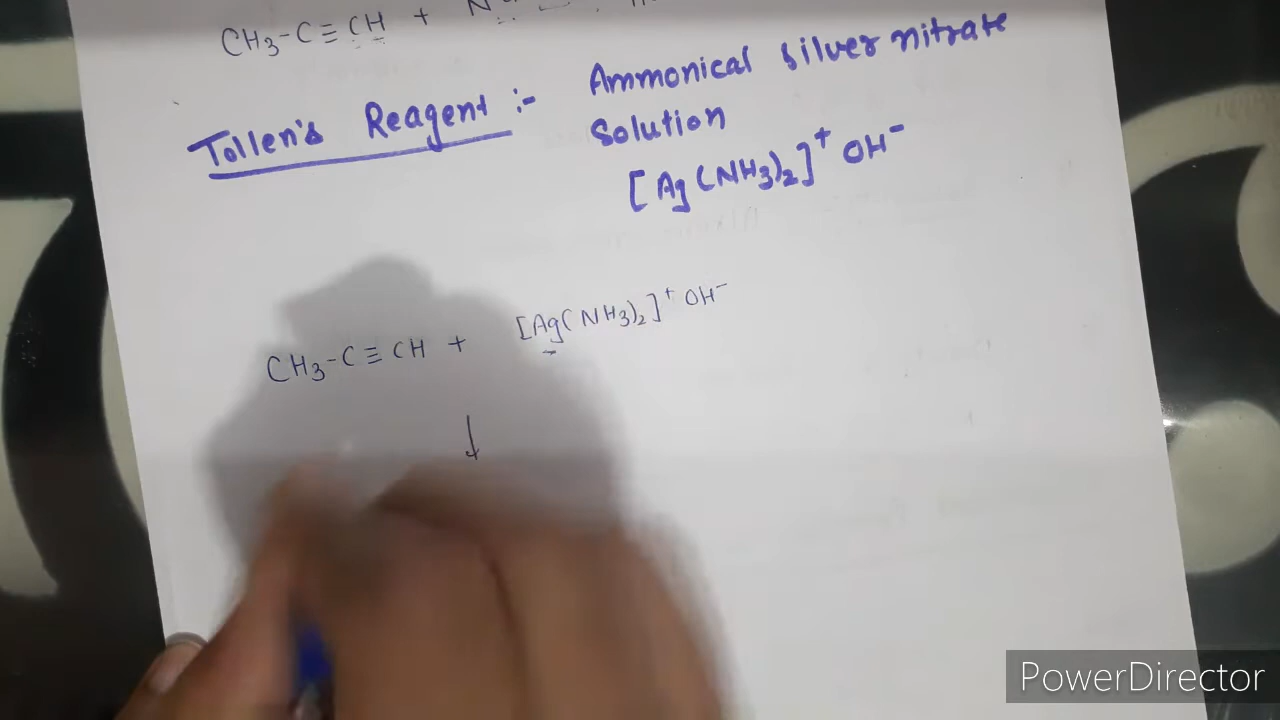 CH3-C≡CH + N
Tollen's Reagent :- Ammonical silver nitrate
Solution
[Ag(NH3)2]+ OH-
CH3-C≡CH + [Ag(NH3)2]+ OH-
↓
PowerDirector